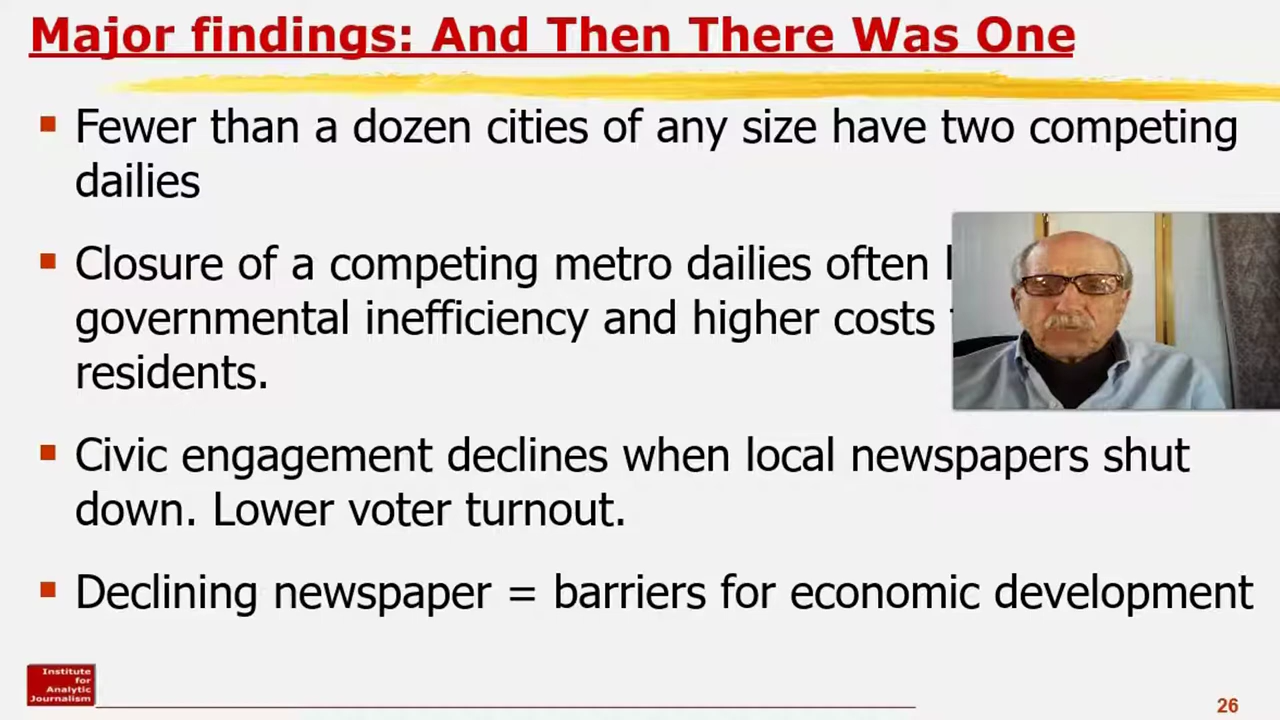 Major findings: And Then There Was One
Fewer than a dozen cities of any size have two competing
dailies
Closure of a competing metro dailies often
governmental inefficiency and higher costs
residents.
Civic engagement declines when local newspapers shut
down. Lower voter turnout.
Declining newspaper = barriers for economic development
Institute
for
Analytic
Journalism
26